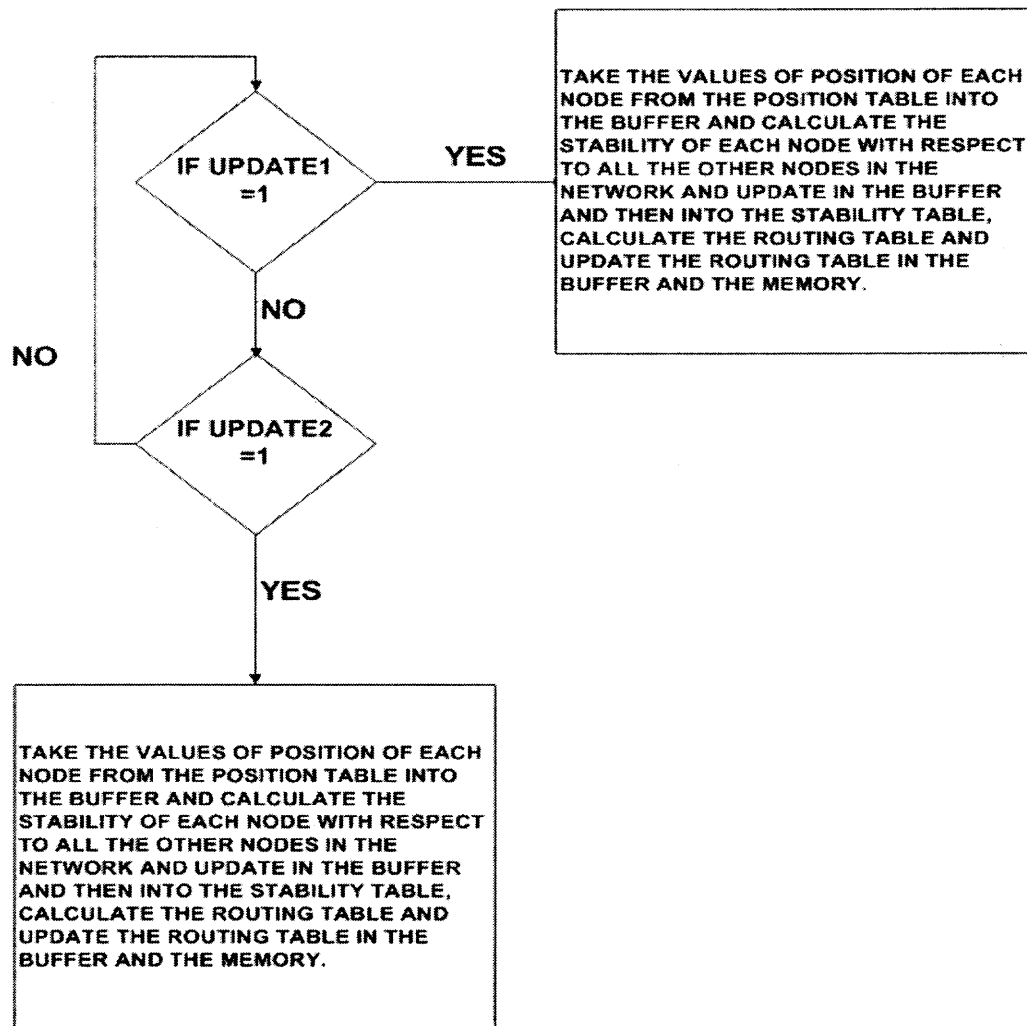 IF UPDATE1
=1
YES
TAKE THE VALUES OF POSITION OF EACH
NODE FROM THE POSITION TABLE INTO
THE BUFFER AND CALCULATE THE
STABILITY OF EACH NODE WITH RESPECT
TO ALL THE OTHER NODES IN THE
NETWORK AND UPDATE IN THE BUFFER
AND THEN INTO THE STABILITY TABLE,
CALCULATE THE ROUTING TABLE AND
UPDATE THE ROUTING TABLE IN THE
BUFFER AND THE MEMORY.
NO
NO
IF UPDATE2
=1
YES
TAKE THE VALUES OF POSITION OF EACH
NODE FROM THE POSITION TABLE INTO
THE BUFFER AND CALCULATE THE
STABILITY OF EACH NODE WITH RESPECT
TO ALL THE OTHER NODES IN THE
NETWORK AND UPDATE IN THE BUFFER
AND THEN INTO THE STABILITY TABLE,
CALCULATE THE ROUTING TABLE AND
UPDATE THE ROUTING TABLE IN THE
BUFFER AND THE MEMORY.